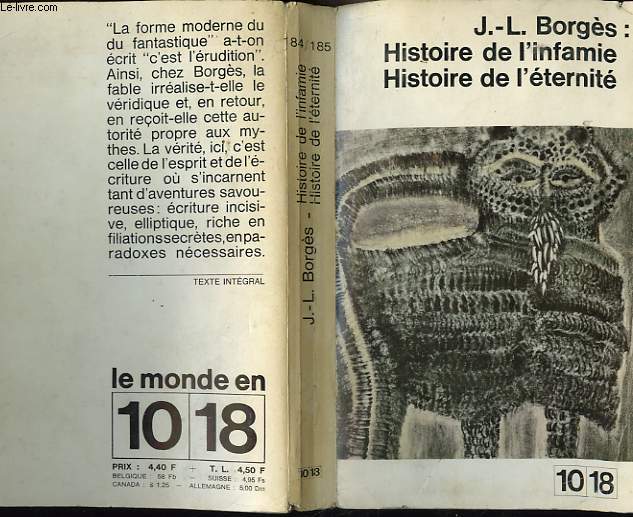 Le-livre.com
"La forme moderne du
du fantastique" a-t-on
écrit "c'est l'érudition".
Ainsi, chez Borgès, la
fable irréalise-t-elle le
véridique et, en retour,
en reçoit-elle cette au-
torité propre aux my-
thes. La vérité, ici, c'est
celle de l'esprit et de l'é-
criture où s'incarnent
tant d'aventures savou-
reuses: écriture incisi-
ve, elliptique, riche en
filiations secrètes, en pa-
radoxes nécessaires.
TEXTE INTÉGRAL
le monde en
10 18
PRIX : 4,40 F - T. L. 4,50 F
BELGIQUE : 58 Fb - SUISSE : 4,95 Fs
CANADA : $ 1.25 - ALLEMAGNE : 5,00 Dm
184/185
J.-L. Borgès - Histoire de l'infamie
Histoire de l'éternité
10 18
J.-L. Borgès :
Histoire de l'infamie
Histoire de l'éternité
10 18